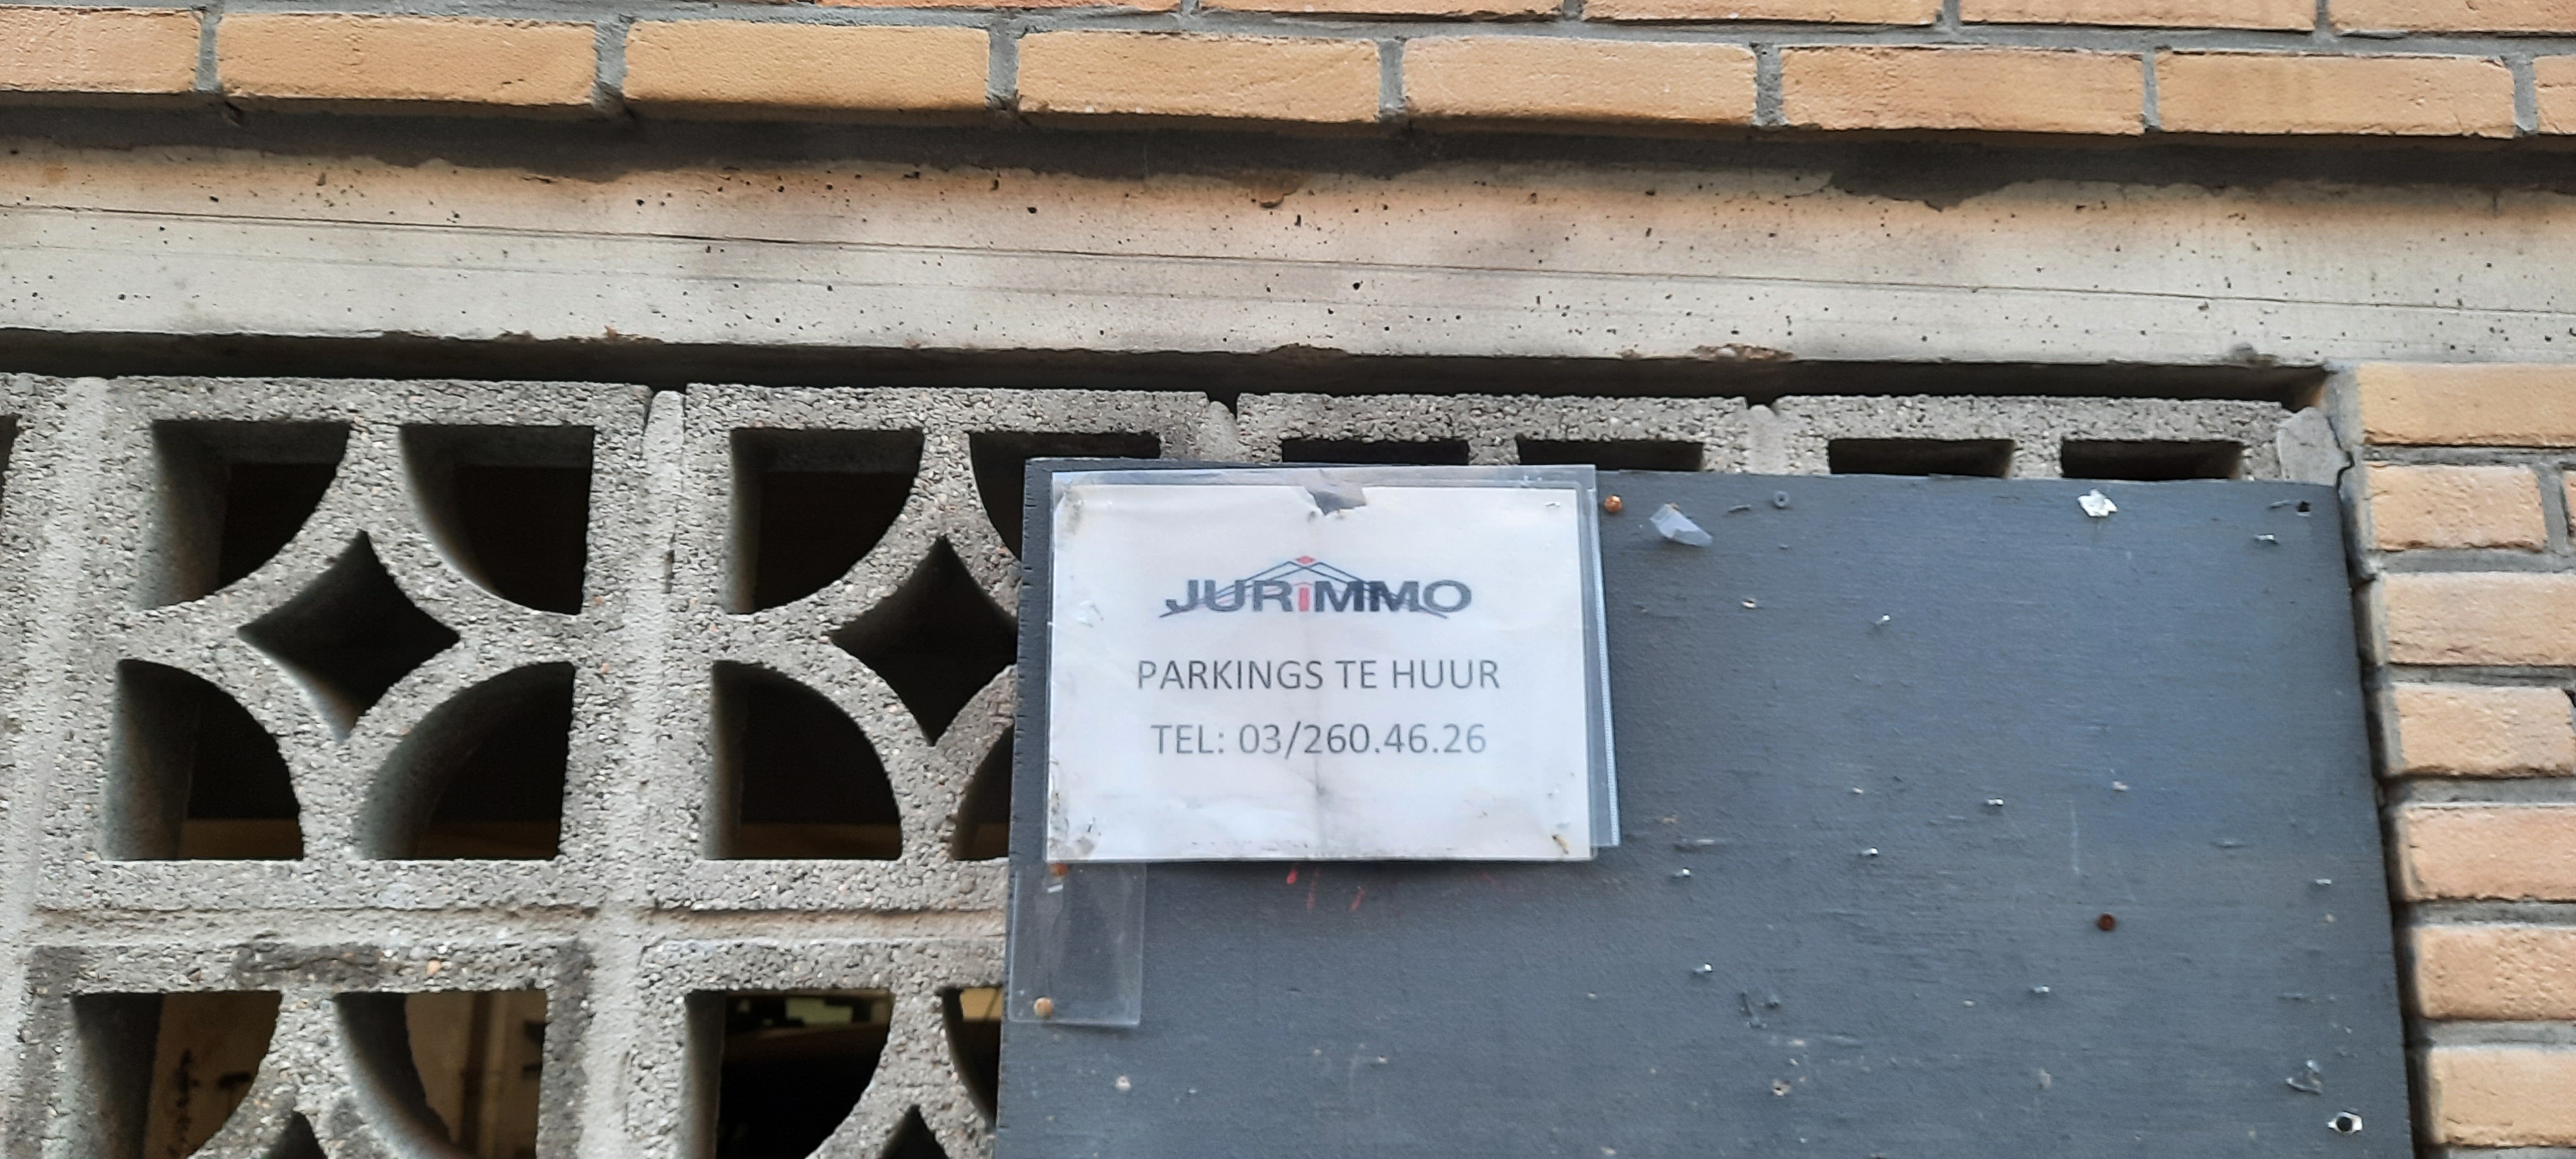 JURiMMO
PARKINGS TE HUUR
TEL: 03/260.46.26